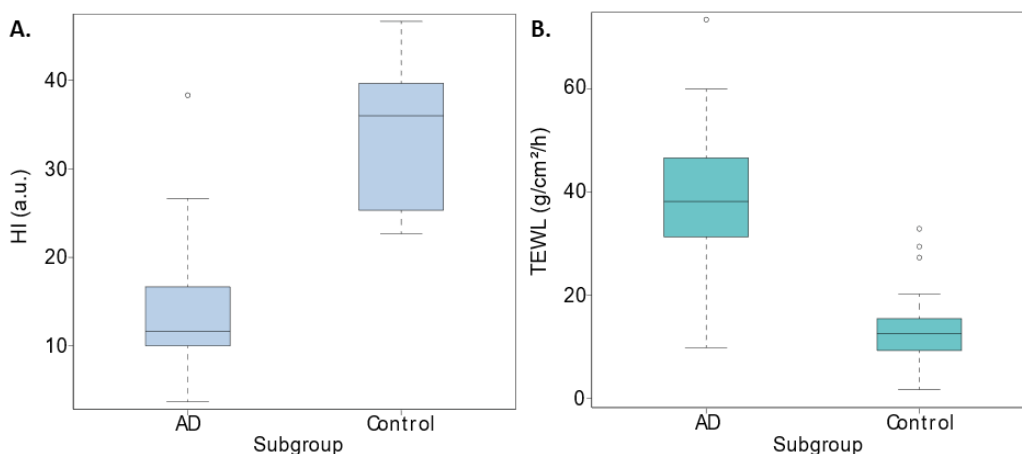 A.
HI (a.u.)
40
30
20
10
AD
Control
Subgroup
B.
TEWL (g/cm²/h)
60
40
20
0
AD
Control
Subgroup